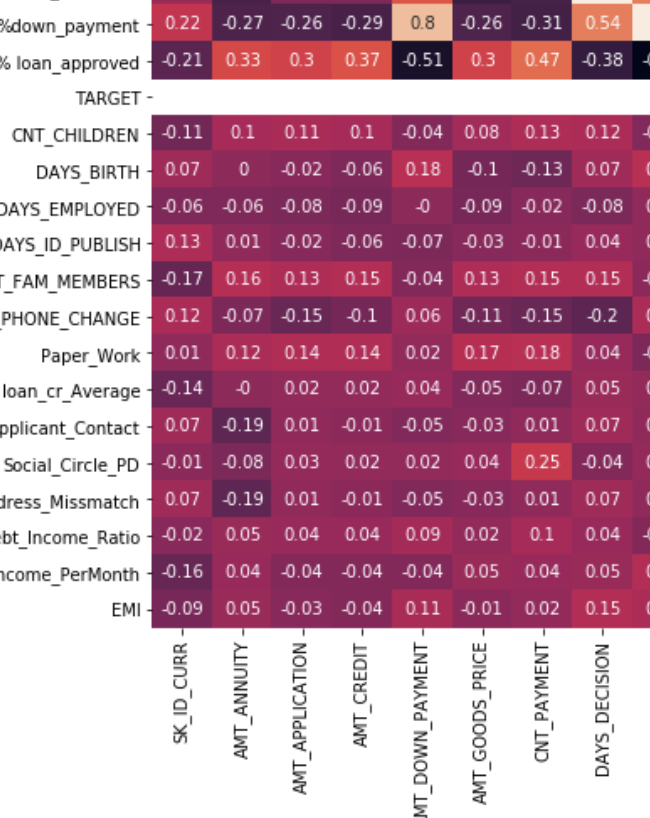 %down_payment 0.22 -0.27 -0.26 -0.29 0.8 -0.26 -0.31 0.54
% loan_approved -0.21 0.33 0.3 0.37 -0.51 0.3 0.47 -0.38
TARGET
CNT_CHILDREN -0.11 0.1 0.11 0.1 -0.04 0.08 0.13 0.12
DAYS_BIRTH 0.07 0 -0.02 -0.06 0.18 -0.1 -0.13 0.07
DAYS_EMPLOYED -0.06 -0.06 -0.08 -0.09 -0 -0.09 -0.02 -0.08
AYS_ID_PUBLISH 0.13 0.01 -0.02 -0.06 -0.07 -0.03 -0.01 0.04
T_FAM_MEMBERS -0.17 0.16 0.13 0.15 -0.04 0.13 0.15 0.15
PHONE_CHANGE 0.12 -0.07 -0.15 -0.1 0.06 -0.11 -0.15 -0.2
Paper_Work 0.01 0.12 0.14 0.14 0.02 0.17 0.18 0.04
loan_cr_Average -0.14 -0 0.02 0.02 0.04 -0.05 -0.07 0.05
pplicant_Contact 0.07 -0.19 0.01 -0.01 -0.05 -0.03 0.01 0.07
Social_Circle_PD -0.01 -0.08 0.03 0.02 0.02 0.04 0.25 -0.04
dress_Missmatch 0.07 -0.19 0.01 -0.01 -0.05 -0.03 0.01 0.07
ebt_Income_Ratio -0.02 0.05 0.04 0.04 0.09 0.02 0.1 0.04
ncome_PerMonth -0.16 0.04 -0.04 -0.04 -0.04 0.05 0.04 0.05
EMI -0.09 0.05 -0.03 -0.04 0.11 -0.01 0.02 0.15
SK_ID_CURR
AMT_ANNUITY
AMT_APPLICATION
AMT_CREDIT
MT_DOWN_PAYMENT
AMT_GOODS_PRICE
CNT_PAYMENT
DAYS_DECISION